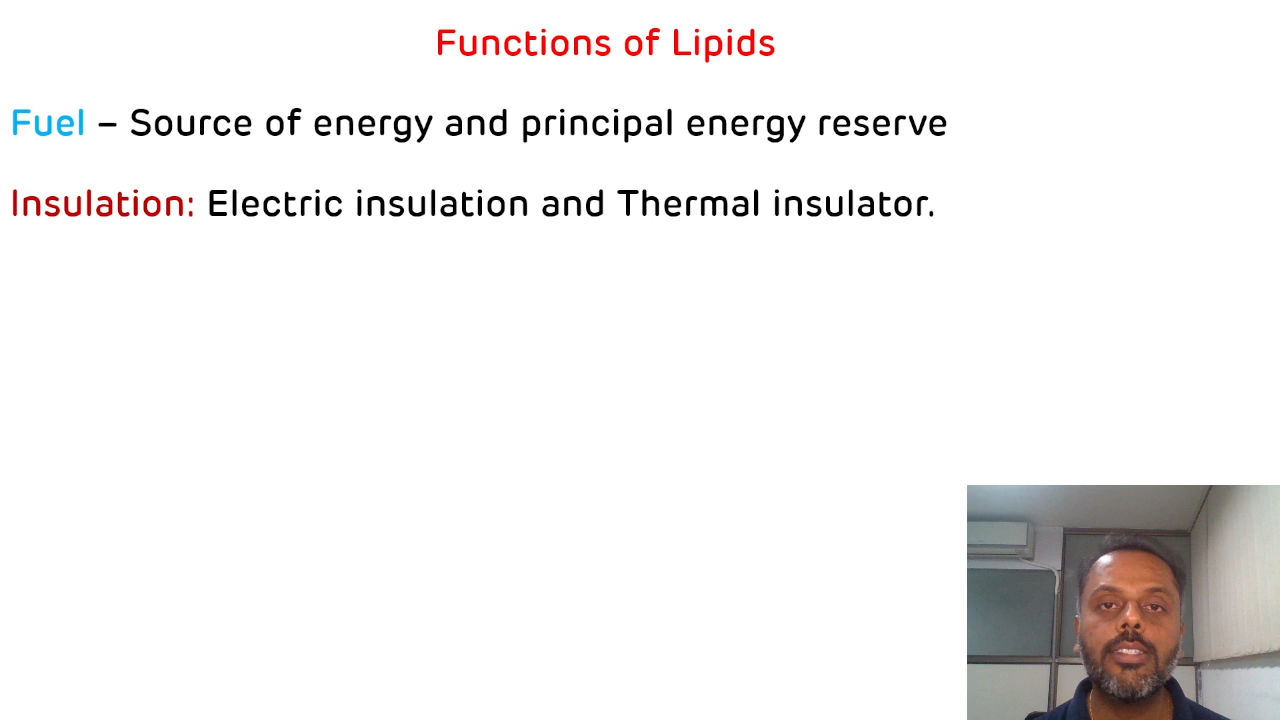 Functions of Lipids
Fuel – Source of energy and principal energy reserve
Insulation: Electric insulation and Thermal insulator.